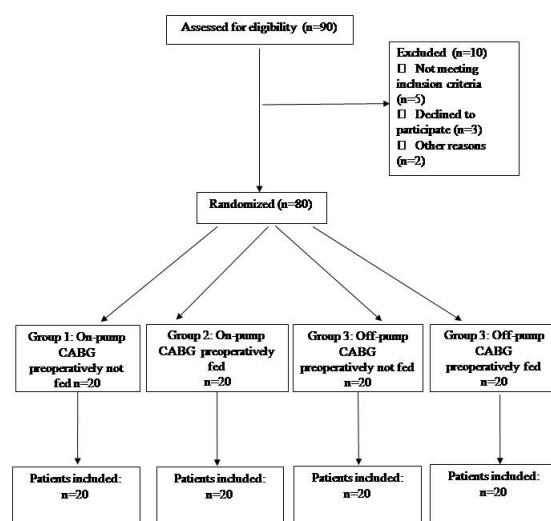 Assessed for eligibility (n=90)
Excluded (n=10)
□ Not meeting
inclusion criteria
(n=5)
□ Declined to
participate (n=3)
□ Other reasons
(n=2)
Randomized (n=80)
Group 1: On-pump
CABG
preoperatively not
fed n=20
Group 2: On-pump
CABG preoperatively
fed
n=20
Group 3: Off-pump
CABG
preoperatively not fed
n=20
Group 3: Off-pump
CABG
preoperatively fed
n=20
Patients included:
n=20
Patients included:
n=20
Patients included:
n=20
Patients included:
n=20